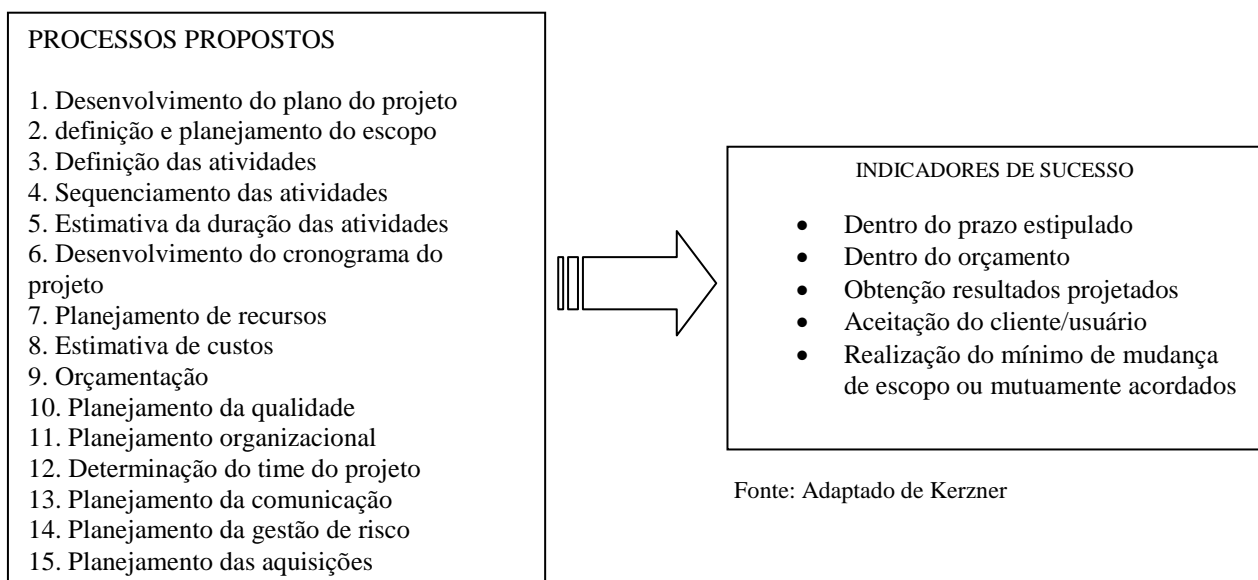 PROCESSOS PROPOSTOS
1. Desenvolvimento do plano do projeto
2. definição e planejamento do escopo
3. Definição das atividades
4. Sequenciamento das atividades
5. Estimativa da duração das atividades
6. Desenvolvimento do cronograma do
projeto
7. Planejamento de recursos
8. Estimativa de custos
9. Orçamentação
10. Planejamento da qualidade
11. Planejamento organizacional
12. Determinação do time do projeto
13. Planejamento da comunicação
14. Planejamento da gestão de risco
15. Planejamento das aquisições
INDICADORES DE SUCESSO
• Dentro do prazo estipulado
• Dentro do orçamento
• Obtenção resultados projetados
• Aceitação do cliente/usuário
• Realização do mínimo de mudança
de escopo ou mutuamente acordados
Fonte: Adaptado de Kerzner